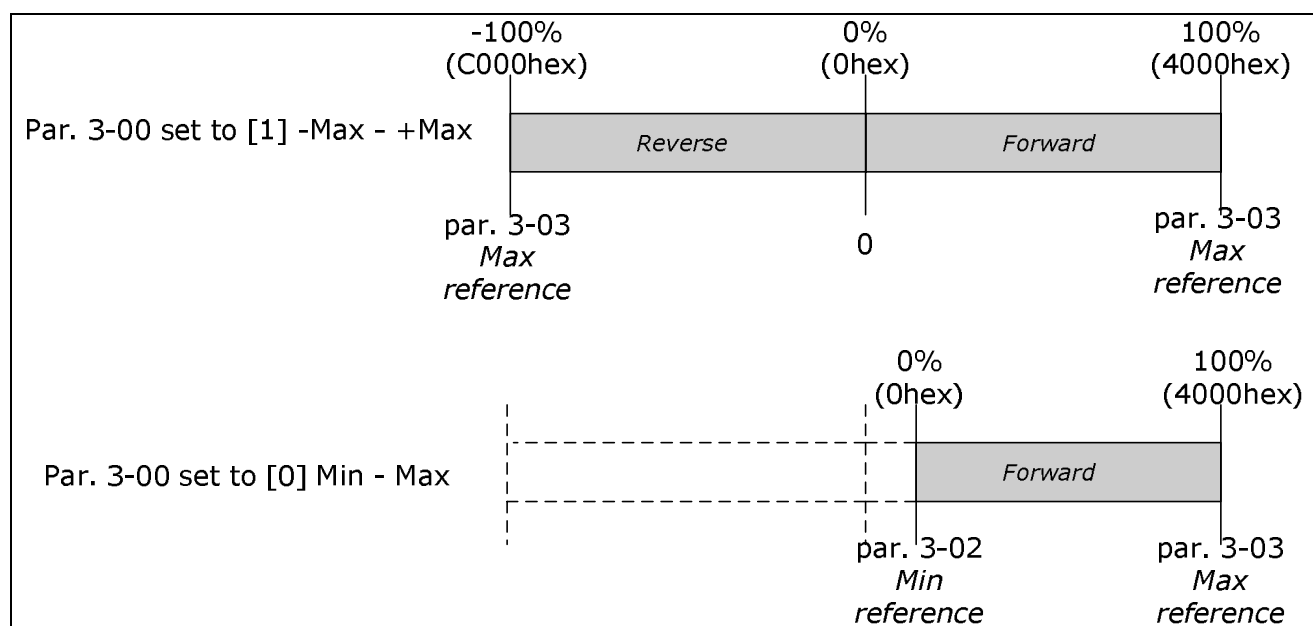 -100%
(C000hex)
0%
(0hex)
100%
(4000hex)
Par. 3-00 set to [1] -Max - +Max
Reverse
Forward
par. 3-03
Max
reference
0
par. 3-03
Max
reference
0%
(0hex)
100%
(4000hex)
Par. 3-00 set to [0] Min - Max
Forward
par. 3-02
Min
reference
par. 3-03
Max
reference